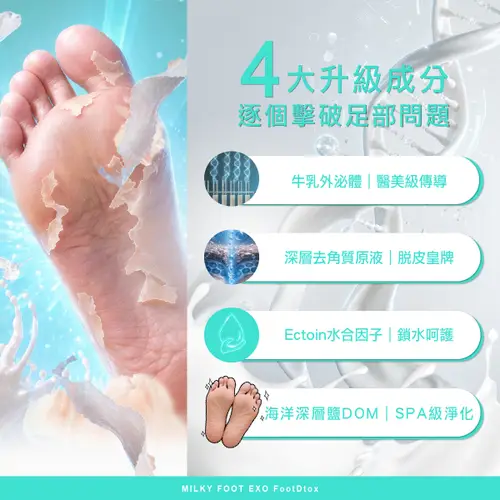 4大升級成分
逐個擊破足部問題
牛乳外泌體｜醫美級傳導
深層去角質原液｜脫皮皇牌
Ectoin水合因子｜鎖水呵護
海洋深層鹽DOM｜SPA級淨化
MILKY FOOT EXO FootDtox